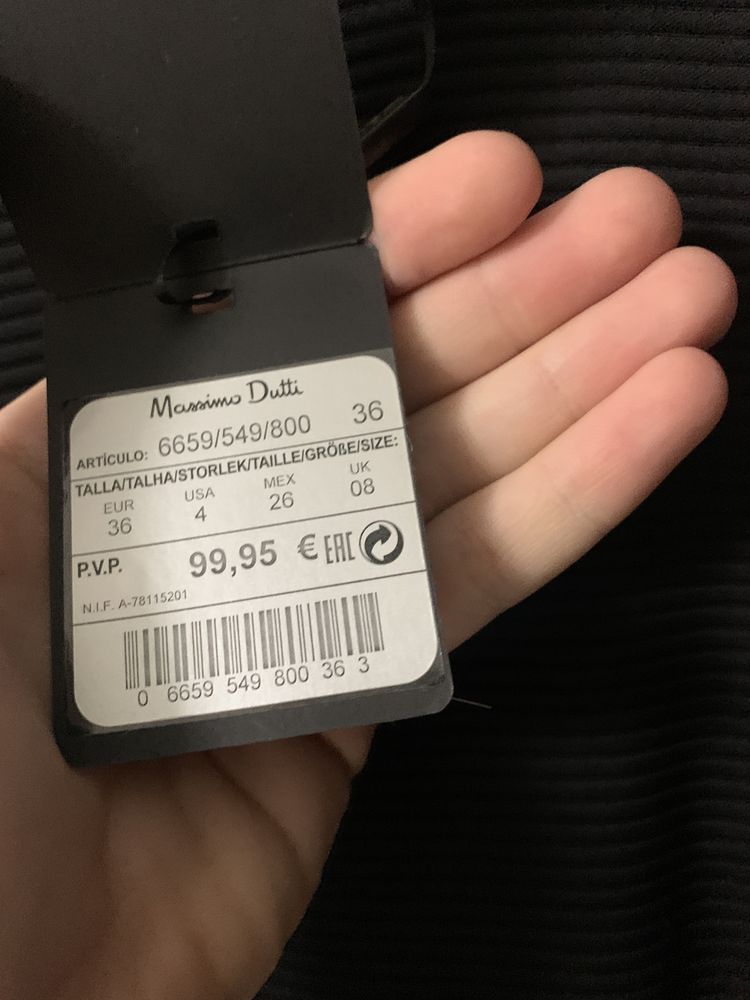 Massimo Dutti
ARTÍCULO: 6659/549/800 36
TALLA/TALHA/STORLEK/TAILLE/GRÖßE/SIZE:
EUR USA MEX UK
36 4 26 08
P.V.P. 99,95 € EAC
N.I.F. A-78115201
0 6659 549 800 36 3